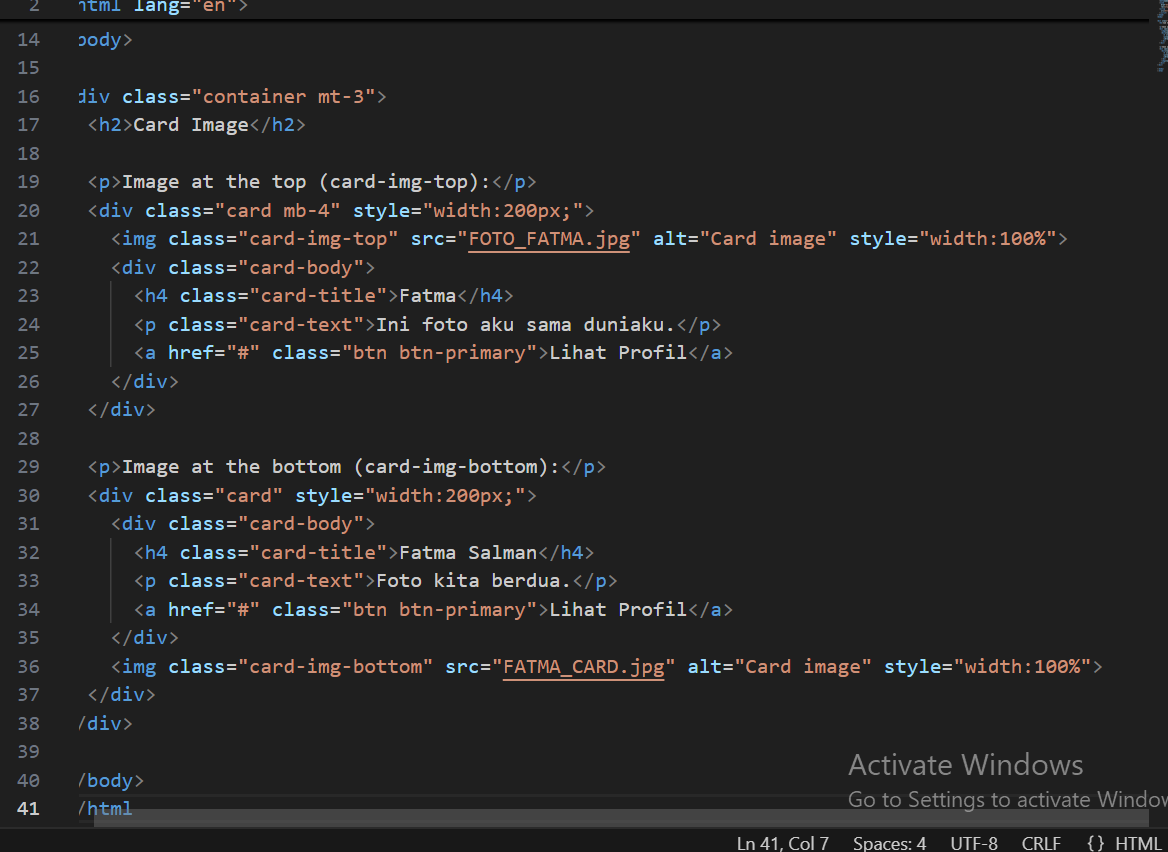 2 html lang="en">
14 body>
15
16 div class="container mt-3">
17 <h2>Card Image</h2>
18
19 <p>Image at the top (card-img-top):</p>
20 <div class="card mb-4" style="width:200px;">
21 <img class="card-img-top" src="FOTO_FATMA.jpg" alt="Card image" style="width:100%">
22 <div class="card-body">
23 <h4 class="card-title">Fatma</h4>
24 <p class="card-text">Ini foto aku sama duniaku.</p>
25 <a href="#" class="btn btn-primary">Lihat Profil</a>
26 </div>
27 </div>
28
29 <p>Image at the bottom (card-img-bottom):</p>
30 <div class="card" style="width:200px;">
31 <div class="card-body">
32 <h4 class="card-title">Fatma Salman</h4>
33 <p class="card-text">Foto kita berdua.</p>
34 <a href="#" class="btn btn-primary">Lihat Profil</a>
35 </div>
36 <img class="card-img-bottom" src="FATMA_CARD.jpg" alt="Card image" style="width:100%">
37 </div>
38 /div>
39
40 /body>
41 /html
Activate Windows
Go to Settings to activate Window
Ln 41, Col 7 Spaces: 4 UTF-8 CRLF {} HTML